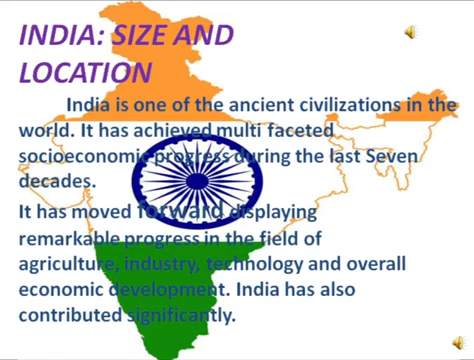 INDIA: SIZE AND
LOCATION
India is one of the ancient civilizations in the
world. It has achieved multi faceted
socioeconomic progress during the last Seven
decades.
It has moved forward displaying
remarkable progress in the field of
agriculture, industry, technology and overall
economic development. India has also
contributed significantly.